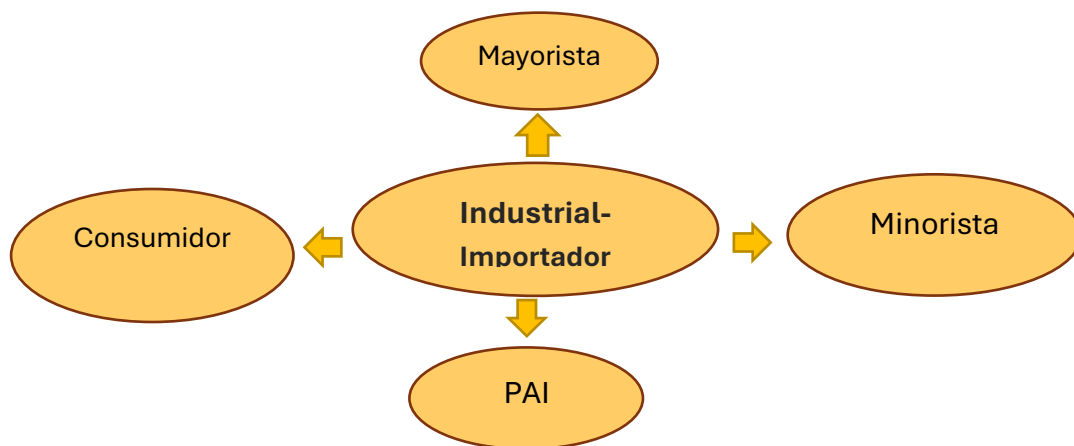 Mayorista
Consumidor
Industrial-
Importador
Minorista
PAI